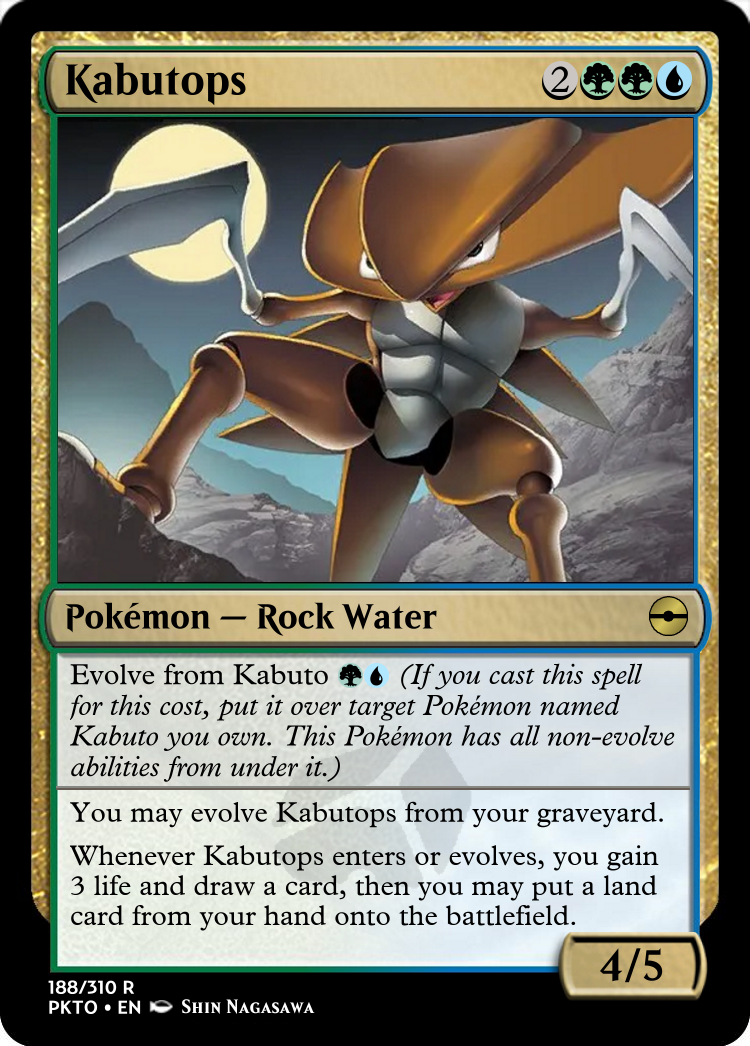 Kabutops 2
Pokémon — Rock Water
Evolve from Kabuto (If you cast this spell
for this cost, put it over target Pokémon named
Kabuto you own. This Pokémon has all non-evolve
abilities from under it.)
You may evolve Kabutops from your graveyard.
Whenever Kabutops enters or evolves, you gain
3 life and draw a card, then you may put a land
card from your hand onto the battlefield.
4/5
188/310 R
PKTO • EN SHIN NAGASAWA